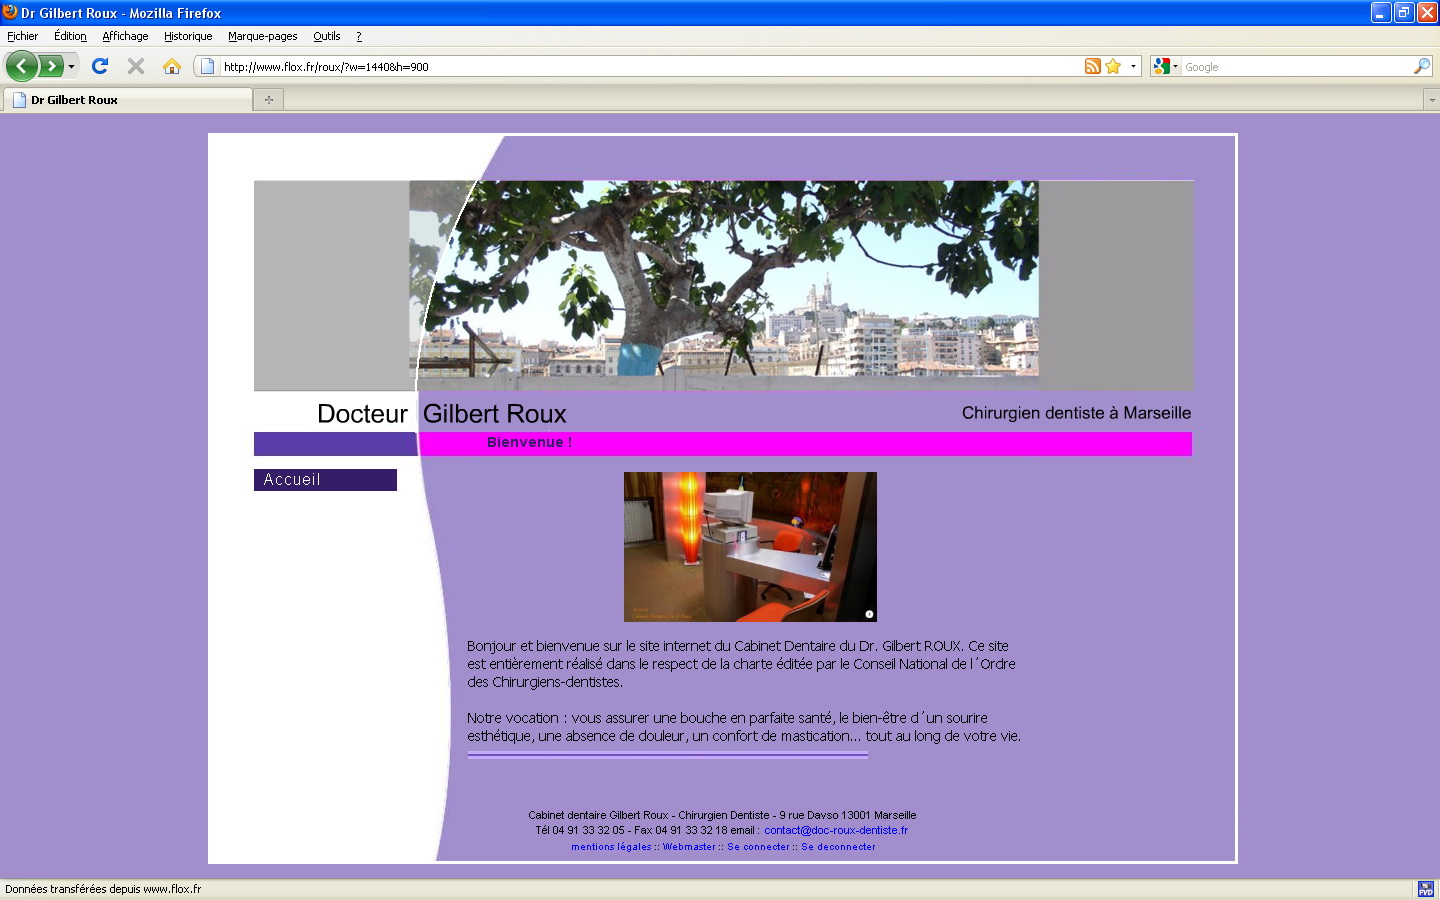 Dr Gilbert Roux - Mozilla Firefox
Fichier Édition Affichage Historique Marque-pages Outils ?
http://www.flox.fr/roux/?w=1440&h=900
Google
Dr Gilbert Roux
Docteur Gilbert Roux
Chirurgien dentiste à Marseille
Bienvenue !
Accueil
Bonjour et bienvenue sur le site internet du Cabinet Dentaire du Dr. Gilbert ROUX. Ce site
est entièrement réalisé dans le respect de la charte éditée par le Conseil National de l´Ordre
des Chirurgiens-dentistes.
Notre vocation : vous assurer une bouche en parfaite santé, le bien-être d´un sourire
esthétique, une absence de douleur, un confort de mastication... tout au long de votre vie.
Cabinet dentaire Gilbert Roux - Chirurgien Dentiste - 9 rue Davso 13001 Marseille
Tél 04 91 33 32 05 - Fax 04 91 33 32 18 email : contact@doc-roux-dentiste.fr
mentions légales :: Webmaster :: Se connecter :: Se deconnecter
Données transférées depuis www.flox.fr
FVD